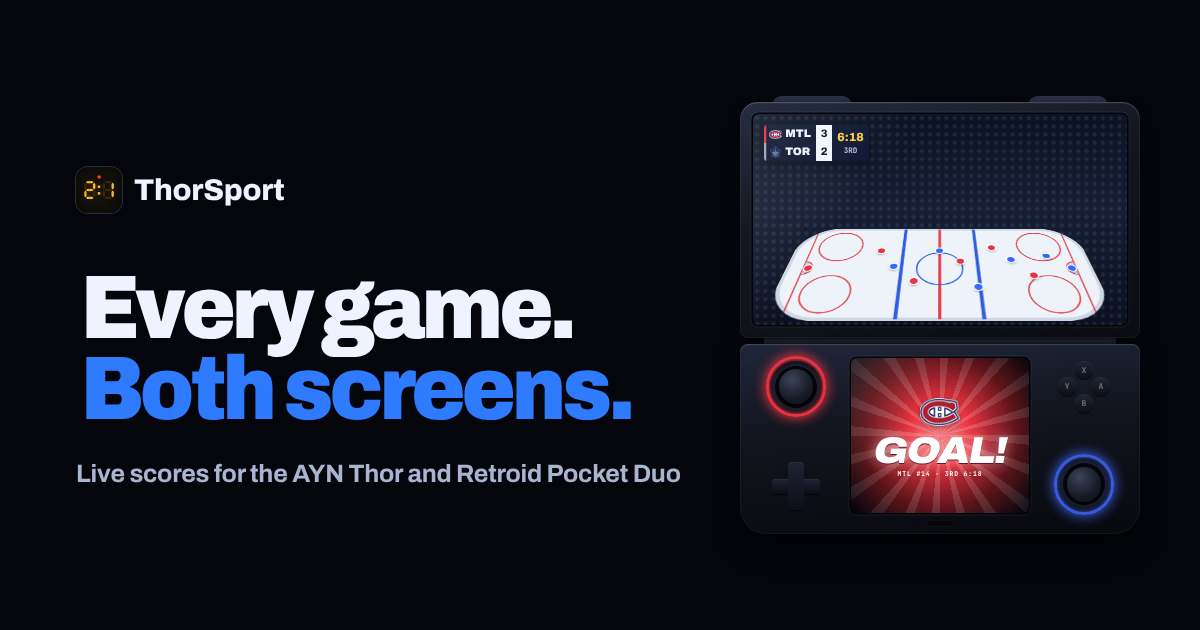 2:1
ThorSport
Every game.
Both screens.
Live scores for the AYN Thor and Retroid Pocket Duo
MTL 3
TOR 2
6:18
3RD
GOAL!
MTL #14 · 3RD 6:18
X
Y A
B